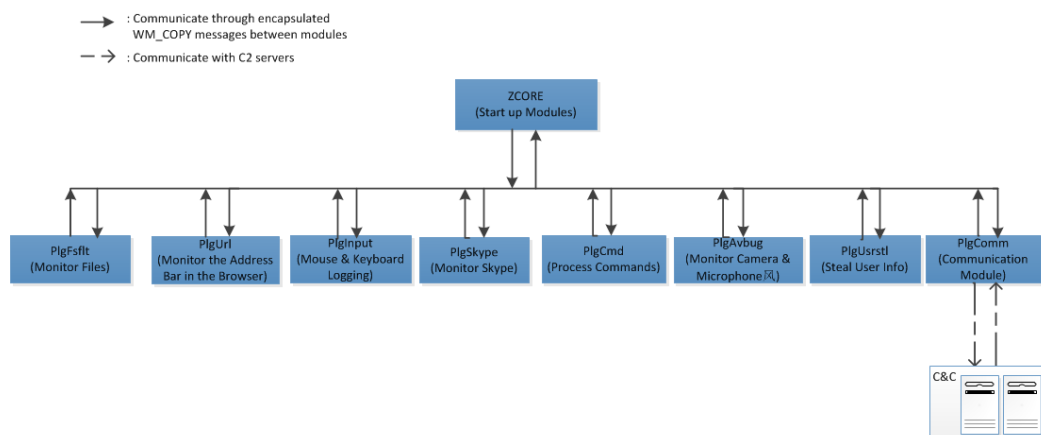 : Communicate through encapsulated
WM_COPY messages between modules
: Communicate with C2 servers
ZCORE
(Start up Modules)
PlgFsflt
(Monitor Files)
PlgUrl
(Monitor the Address
Bar in the Browser)
PlgInput
(Mouse & Keyboard
Logging)
PlgSkype
(Monitor Skype)
PlgCmd
(Process Commands)
PlgAvbug
(Monitor Camera &
Microphone风)
PlgUsrstl
(Steal User Info)
PlgComm
(Communication
Module)
C&C